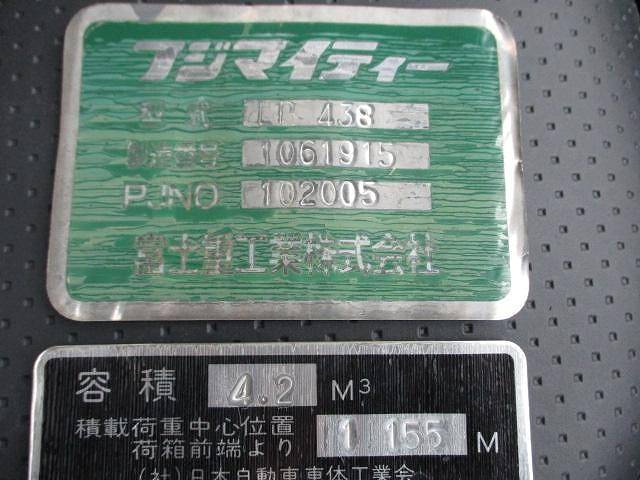 フジマイティー
型式 LP 438
製造番号 1061915
PJNO 102005
富士重工業株式会社
容積 4.2 M³
積載荷重中心位置
荷箱前端より 1 155 M
(社)日本自動車車体工業会